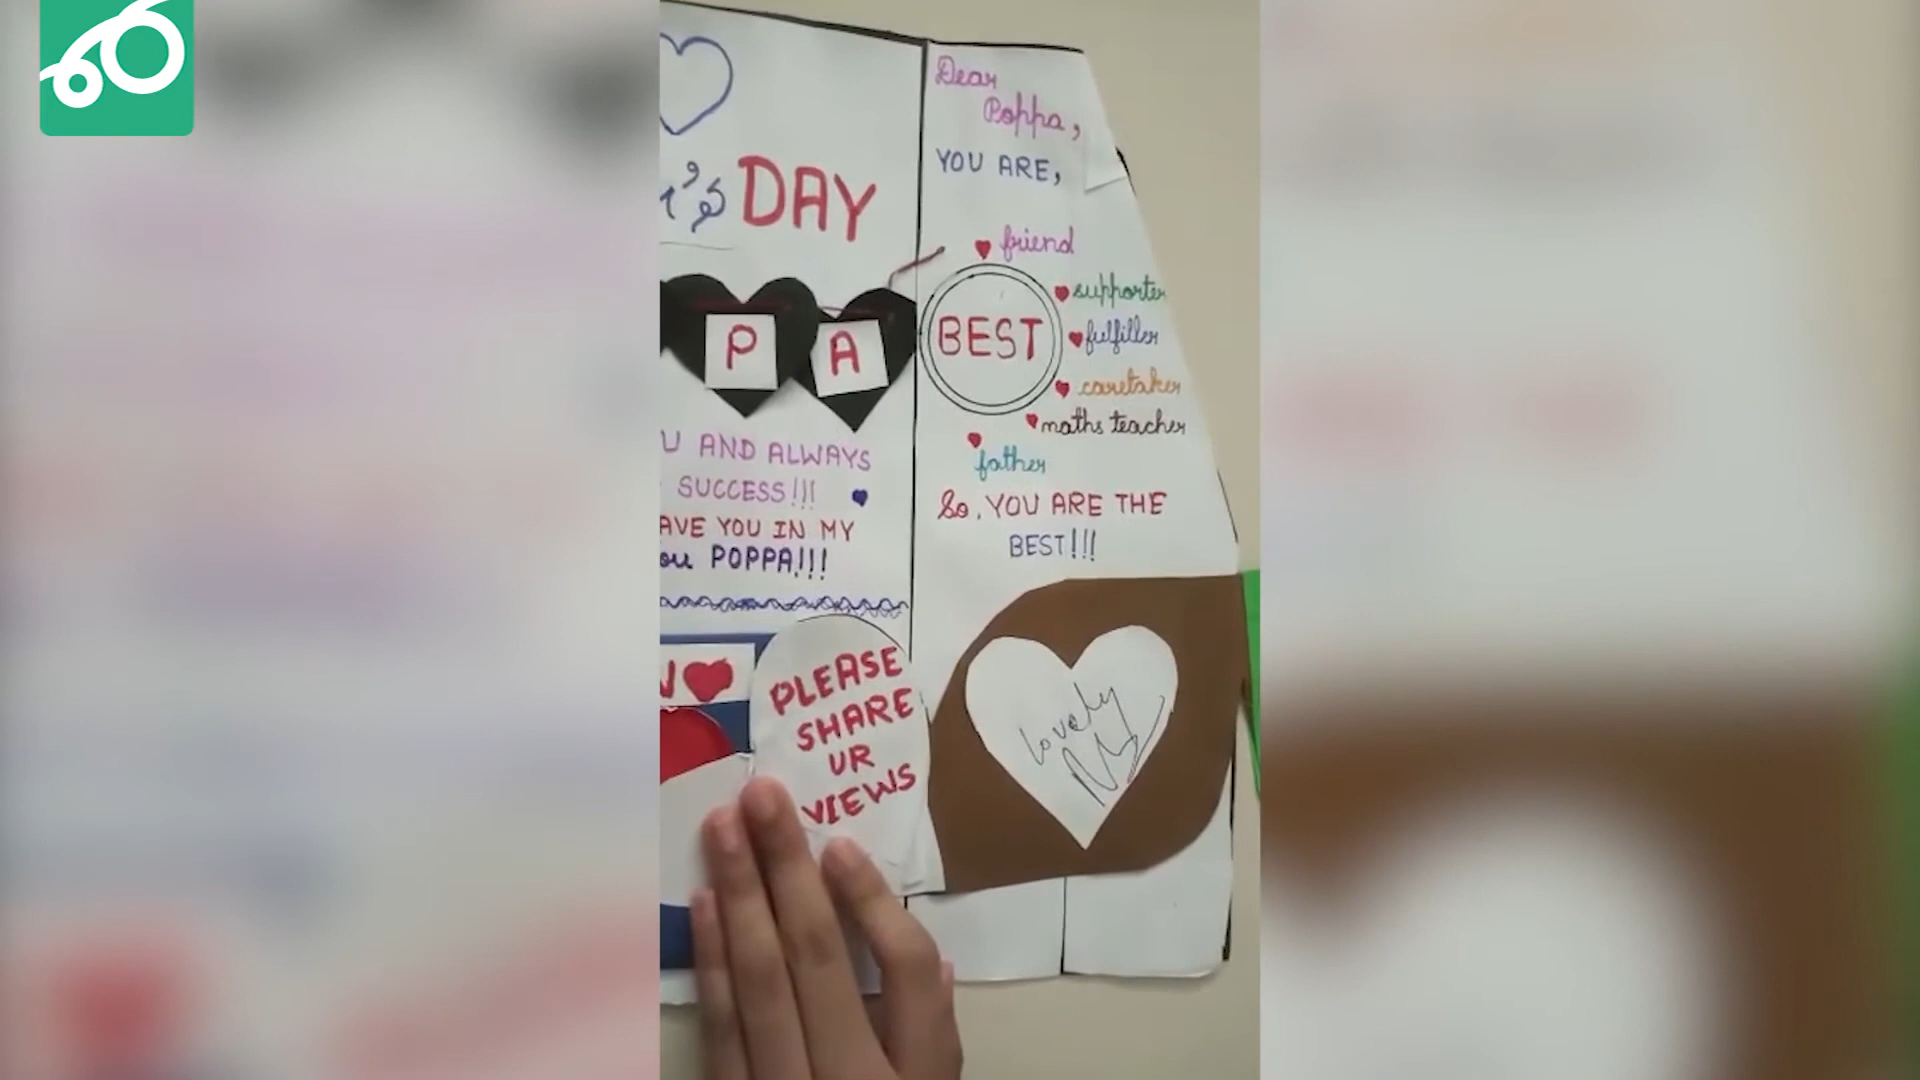 's DAY
P A
U AND ALWAYS
SUCCESS!!!
AVE YOU IN MY
ou POPPA!!!
PLEASE
SHARE
UR
VIEWS
Dear
Poppa,
YOU ARE,
friend
supporter
BEST
fulfiller
caretaker
maths teacher
father
So, YOU ARE THE
BEST!!!
Lovely